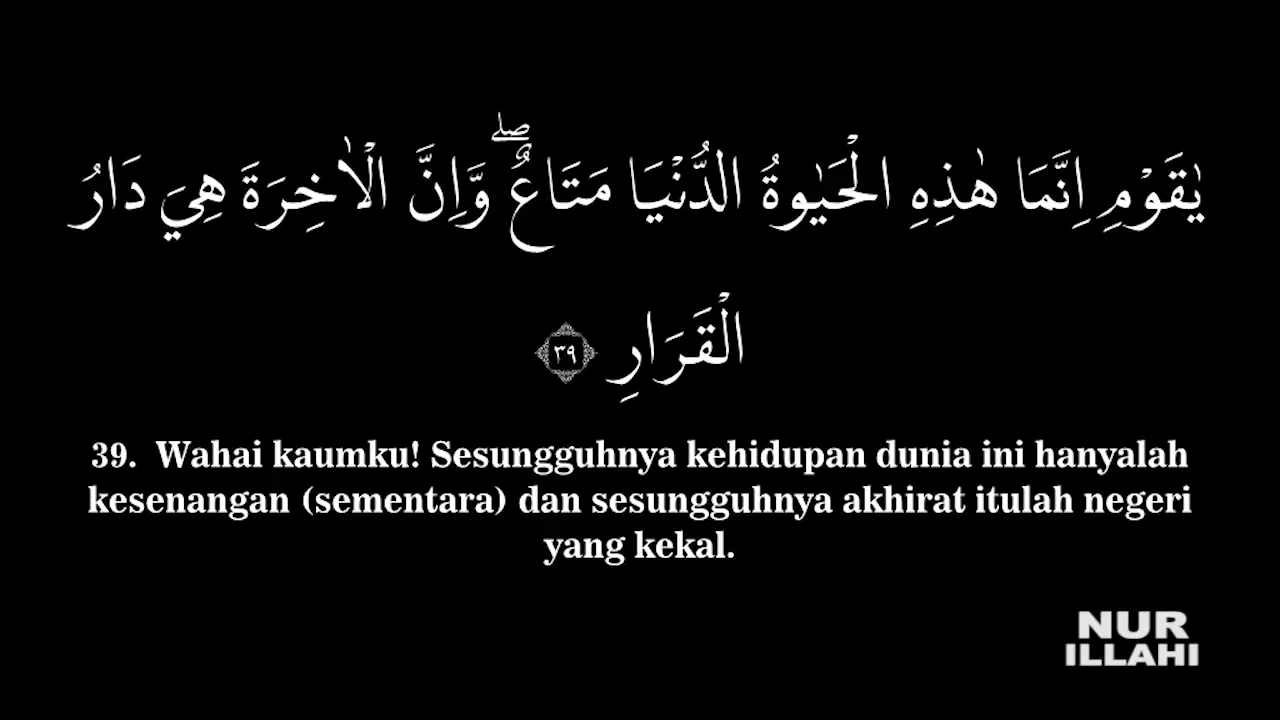 يٰقَوْمِ اِنَّمَا هٰذِهِ الْحَيٰوةُ الدُّنْيَا مَتَاعٌ ۖوَّاِنَّ الْاٰخِرَةَ هِيَ دَارُ
الْقَرَارِ ٣٩
39. Wahai kaumku! Sesungguhnya kehidupan dunia ini hanyalah
kesenangan (sementara) dan sesungguhnya akhirat itulah negeri
yang kekal.
NUR
ILLAHI